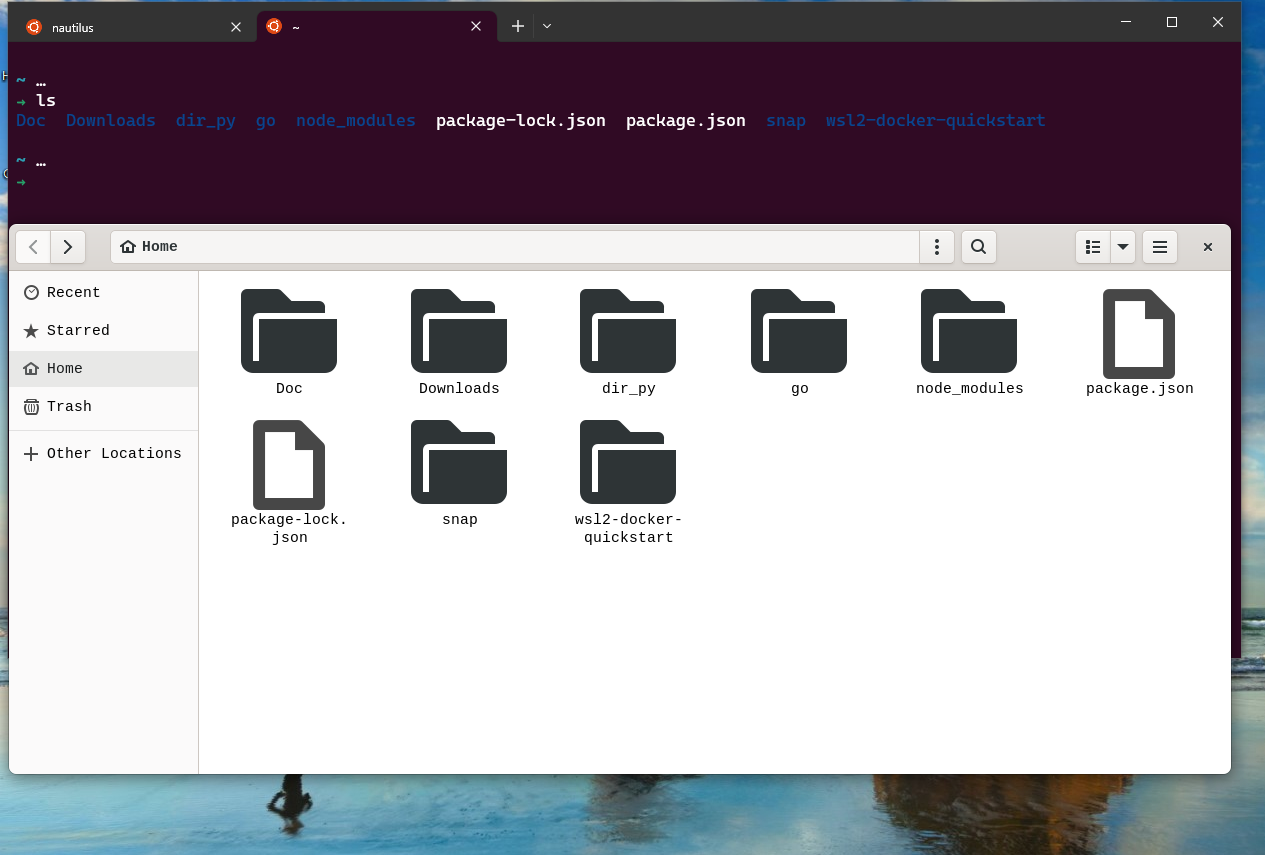 nautilus
~
~ …
→ ls
Doc Downloads dir_py go node_modules package-lock.json package.json snap wsl2-docker-quickstart
~ …
→
Home
Recent
Starred
Home
Trash
Other Locations
Doc
Downloads
dir_py
go
node_modules
package.json
package-lock.
json
snap
wsl2-docker-
quickstart